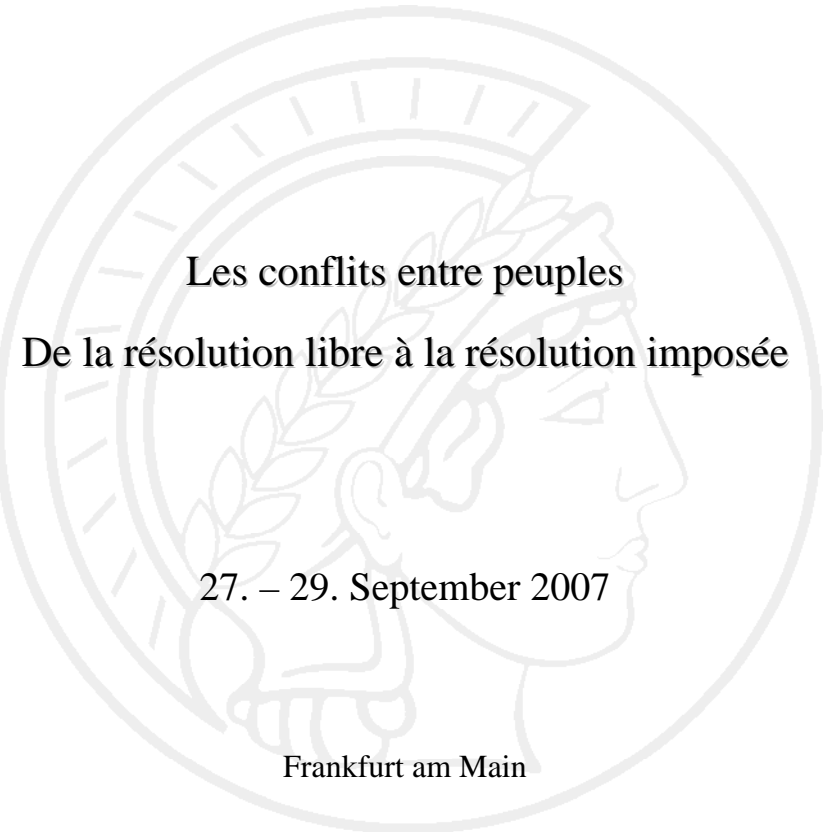 Les conflits entre peuples
De la résolution libre à la résolution imposée
27. – 29. September 2007
Frankfurt am Main